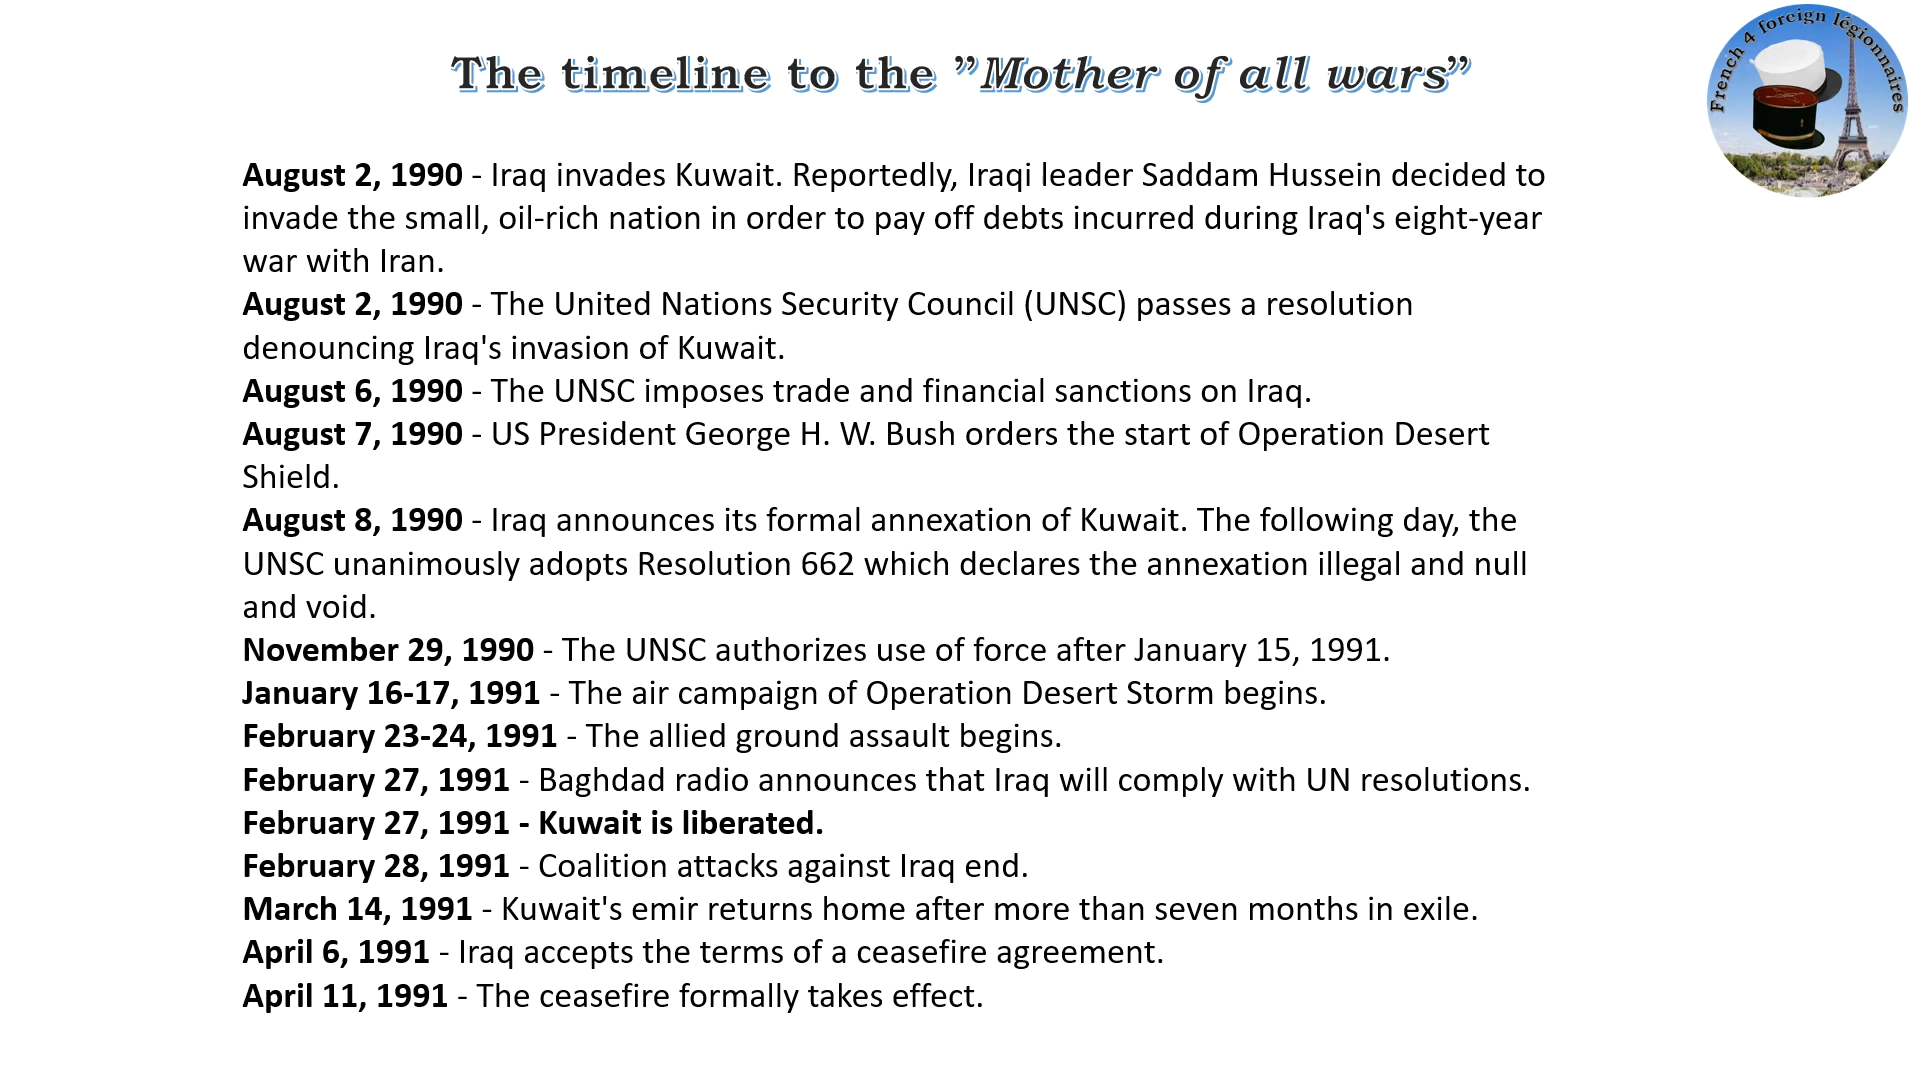 The timeline to the ”Mother of all wars”
French 4 foreign légionnaires
August 2, 1990 - Iraq invades Kuwait. Reportedly, Iraqi leader Saddam Hussein decided to
invade the small, oil-rich nation in order to pay off debts incurred during Iraq's eight-year
war with Iran.
August 2, 1990 - The United Nations Security Council (UNSC) passes a resolution
denouncing Iraq's invasion of Kuwait.
August 6, 1990 - The UNSC imposes trade and financial sanctions on Iraq.
August 7, 1990 - US President George H. W. Bush orders the start of Operation Desert
Shield.
August 8, 1990 - Iraq announces its formal annexation of Kuwait. The following day, the
UNSC unanimously adopts Resolution 662 which declares the annexation illegal and null
and void.
November 29, 1990 - The UNSC authorizes use of force after January 15, 1991.
January 16-17, 1991 - The air campaign of Operation Desert Storm begins.
February 23-24, 1991 - The allied ground assault begins.
February 27, 1991 - Baghdad radio announces that Iraq will comply with UN resolutions.
February 27, 1991 - Kuwait is liberated.
February 28, 1991 - Coalition attacks against Iraq end.
March 14, 1991 - Kuwait's emir returns home after more than seven months in exile.
April 6, 1991 - Iraq accepts the terms of a ceasefire agreement.
April 11, 1991 - The ceasefire formally takes effect.